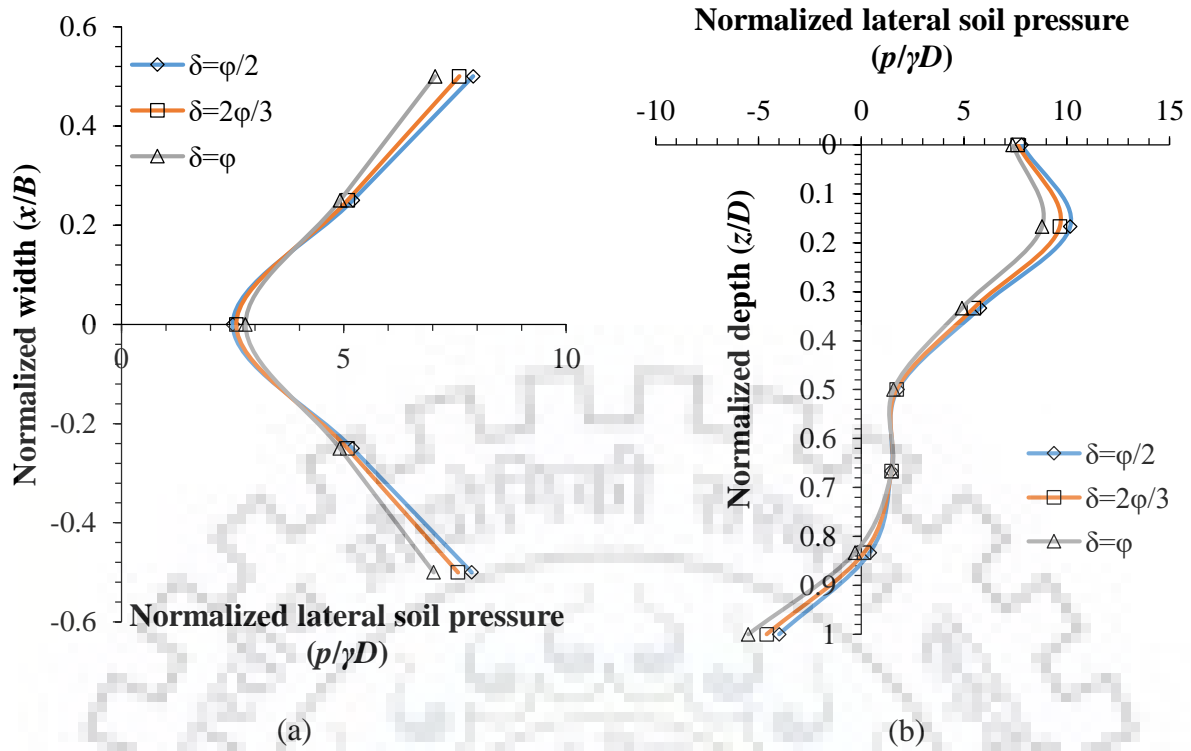 Normalized width (x/B)
0.6
0.4
0.2
0
-0.2
-0.4
-0.6
0
5
10
δ=φ/2
δ=2φ/3
δ=φ
Normalized lateral soil pressure
(p/γD)
(a)
Normalized lateral soil pressure
(p/γD)
-10
-5
0
5
10
15
Normalized depth (z/D)
0
0.1
0.2
0.3
0.4
0.5
0.6
0.7
0.8
0.9
1
δ=φ/2
δ=2φ/3
δ=φ
(b)